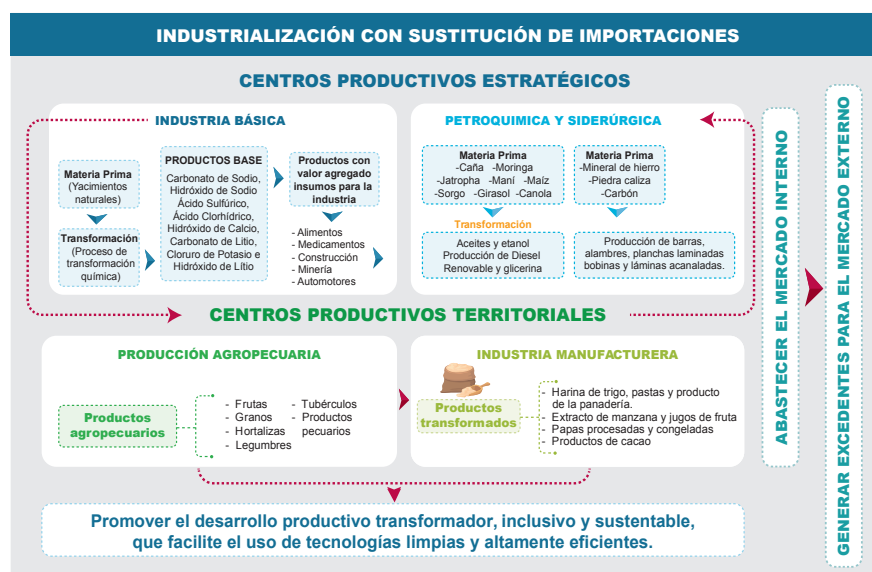 INDUSTRIALIZACIÓN CON SUSTITUCIÓN DE IMPORTACIONES
CENTROS PRODUCTIVOS ESTRATÉGICOS
INDUSTRIA BÁSICA
Materia Prima
(Yacimientos
naturales)
Transformación
(Proceso de
transformación
química)
PRODUCTOS BASE
Carbonato de Sodio,
Hidróxido de Sodio
Ácido Sulfúrico,
Ácido Clorhídrico,
Hidróxido de Calcio,
Carbonato de Litio,
Cloruro de Potasio e
Hidróxido de Lítio
Productos con
valor agregado
insumos para la
industria
- Alimentos
- Medicamentos
- Construcción
- Minería
- Automotores
PETROQUIMICA Y SIDERÚRGICA
Materia Prima
-Caña -Moringa
-Jatropha -Maní -Maíz
-Sorgo -Girasol -Canola
Transformación
Aceites y etanol
Producción de Diesel
Renovable y glicerina
Materia Prima
-Mineral de hierro
-Piedra caliza
-Carbón
Producción de barras,
alambres, planchas laminadas
bobinas y láminas acanaladas.
CENTROS PRODUCTIVOS TERRITORIALES
PRODUCCIÓN AGROPECUARIA
Productos
agropecuarios
- Frutas
- Granos
- Hortalizas
- Legumbres
- Tubérculos
- Productos
pecuarios
INDUSTRIA MANUFACTURERA
Productos
transformados
- Harina de trigo, pastas y producto
de la panadería.
- Extracto de manzana y jugos de fruta
- Papas procesadas y congeladas
- Productos de cacao
Promover el desarrollo productivo transformador, inclusivo y sustentable,
que facilite el uso de tecnologías limpias y altamente eficientes.
ABASTECER EL MERCADO INTERNO
GENERAR EXCEDENTES PARA EL MERCADO EXTERNO